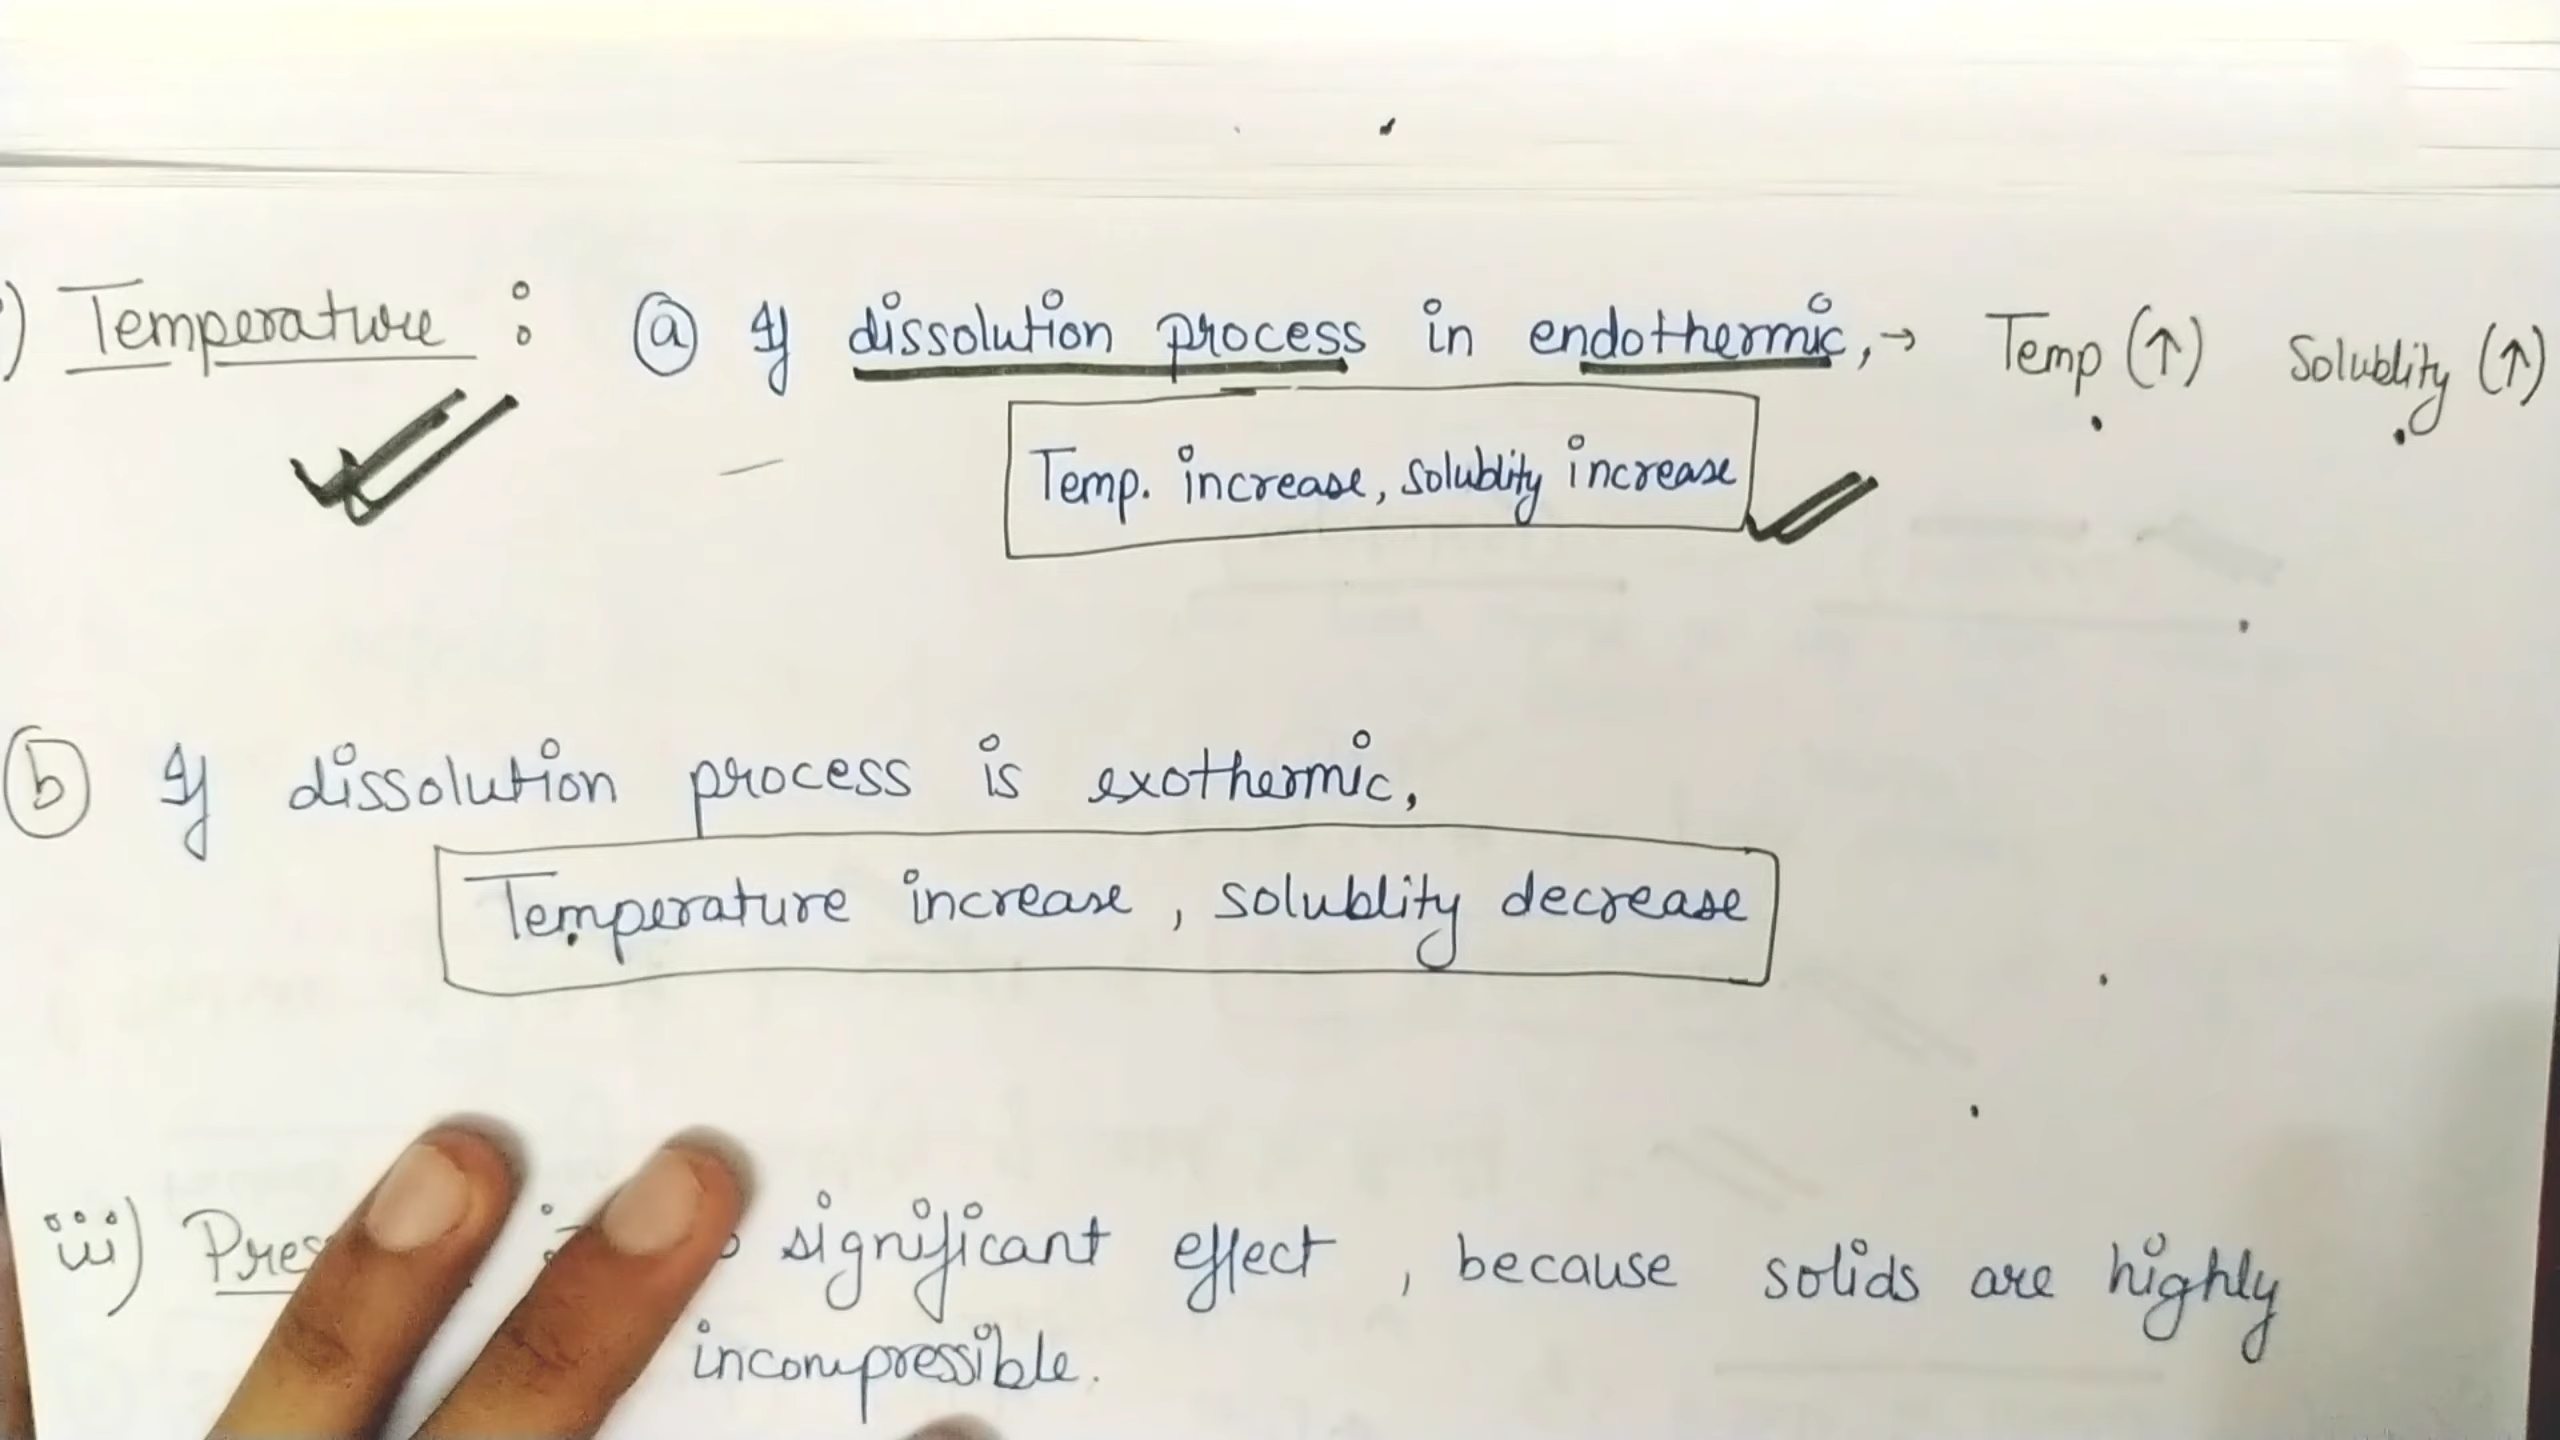 ) Temperature : (a) If dissolution process in endothermic, → Temp (↑) Solublity (↑)
Temp. increase, solublity increase
(b) If dissolution process is exothermic,
Temperature increase, solublity decrease
iii) significant effect, because solids are highly
incompressible.